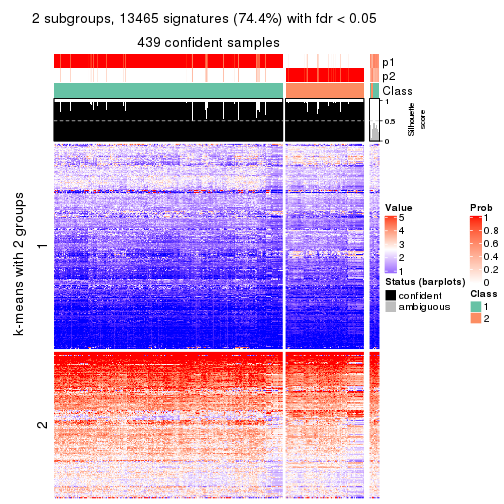 2 subgroups, 13465 signatures (74.4%) with fdr < 0.05
439 confident samples
p1
p2
Class
1
0.5
0
Silhouette
score
k-means with 2 groups
1
2
Value
5
4
3
2
1
Status (barplots)
confident
ambiguous
Prob
1
0.8
0.6
0.4
0.2
0
Class
1
2